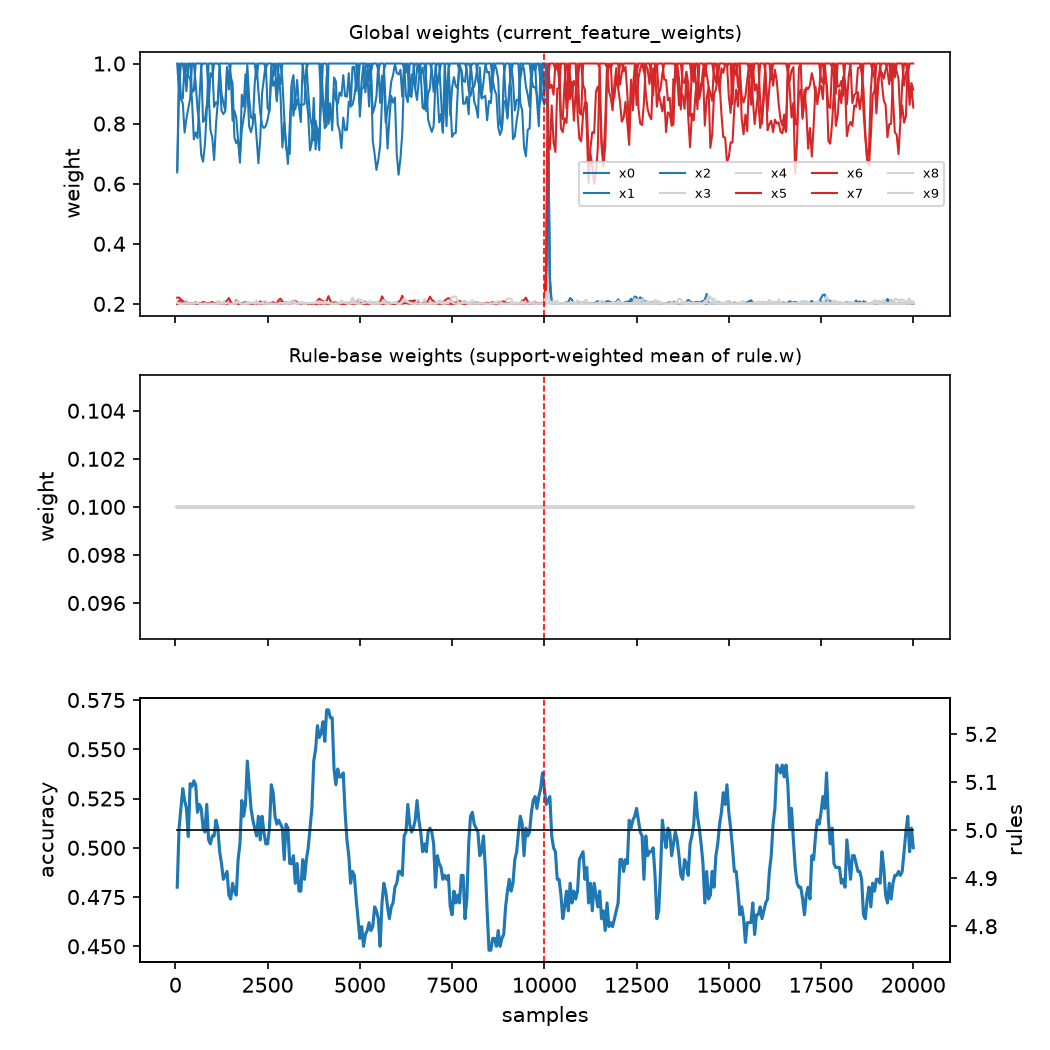 Global weights (current_feature_weights)
1.0
0.8
0.6
0.4
0.2
weight
x0 x2 x4 x6 x8
x1 x3 x5 x7 x9
Rule-base weights (support-weighted mean of rule.w)
0.104
0.102
0.100
0.098
0.096
weight
0.575
0.550
0.525
0.500
0.475
0.450
accuracy
5.2
5.1
5.0
4.9
4.8
rules
0 2500 5000 7500 10000 12500 15000 17500 20000
samples